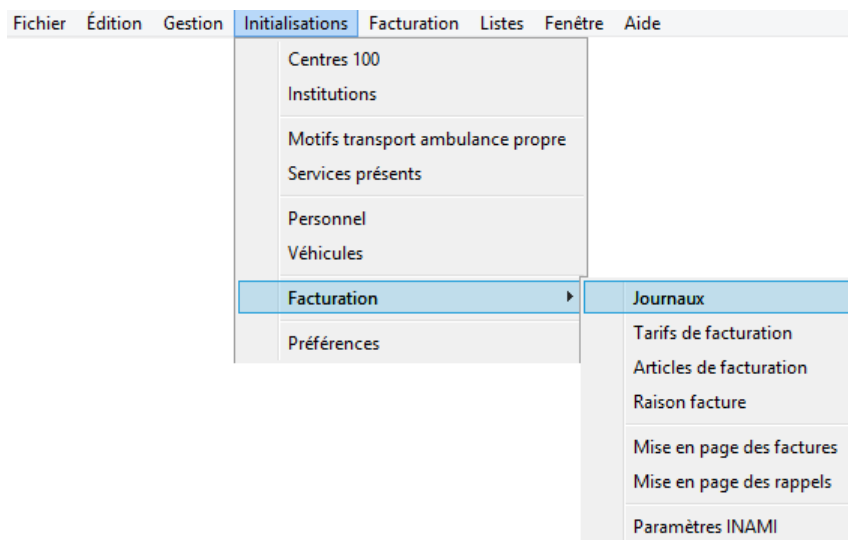 Fichier Édition Gestion Initialisations Facturation Listes Fenêtre Aide
Centres 100
Institutions
Motifs transport ambulance propre
Services présents
Personnel
Véhicules
Facturation
Préférences
Journaux
Tarifs de facturation
Articles de facturation
Raison facture
Mise en page des factures
Mise en page des rappels
Paramètres INAMI